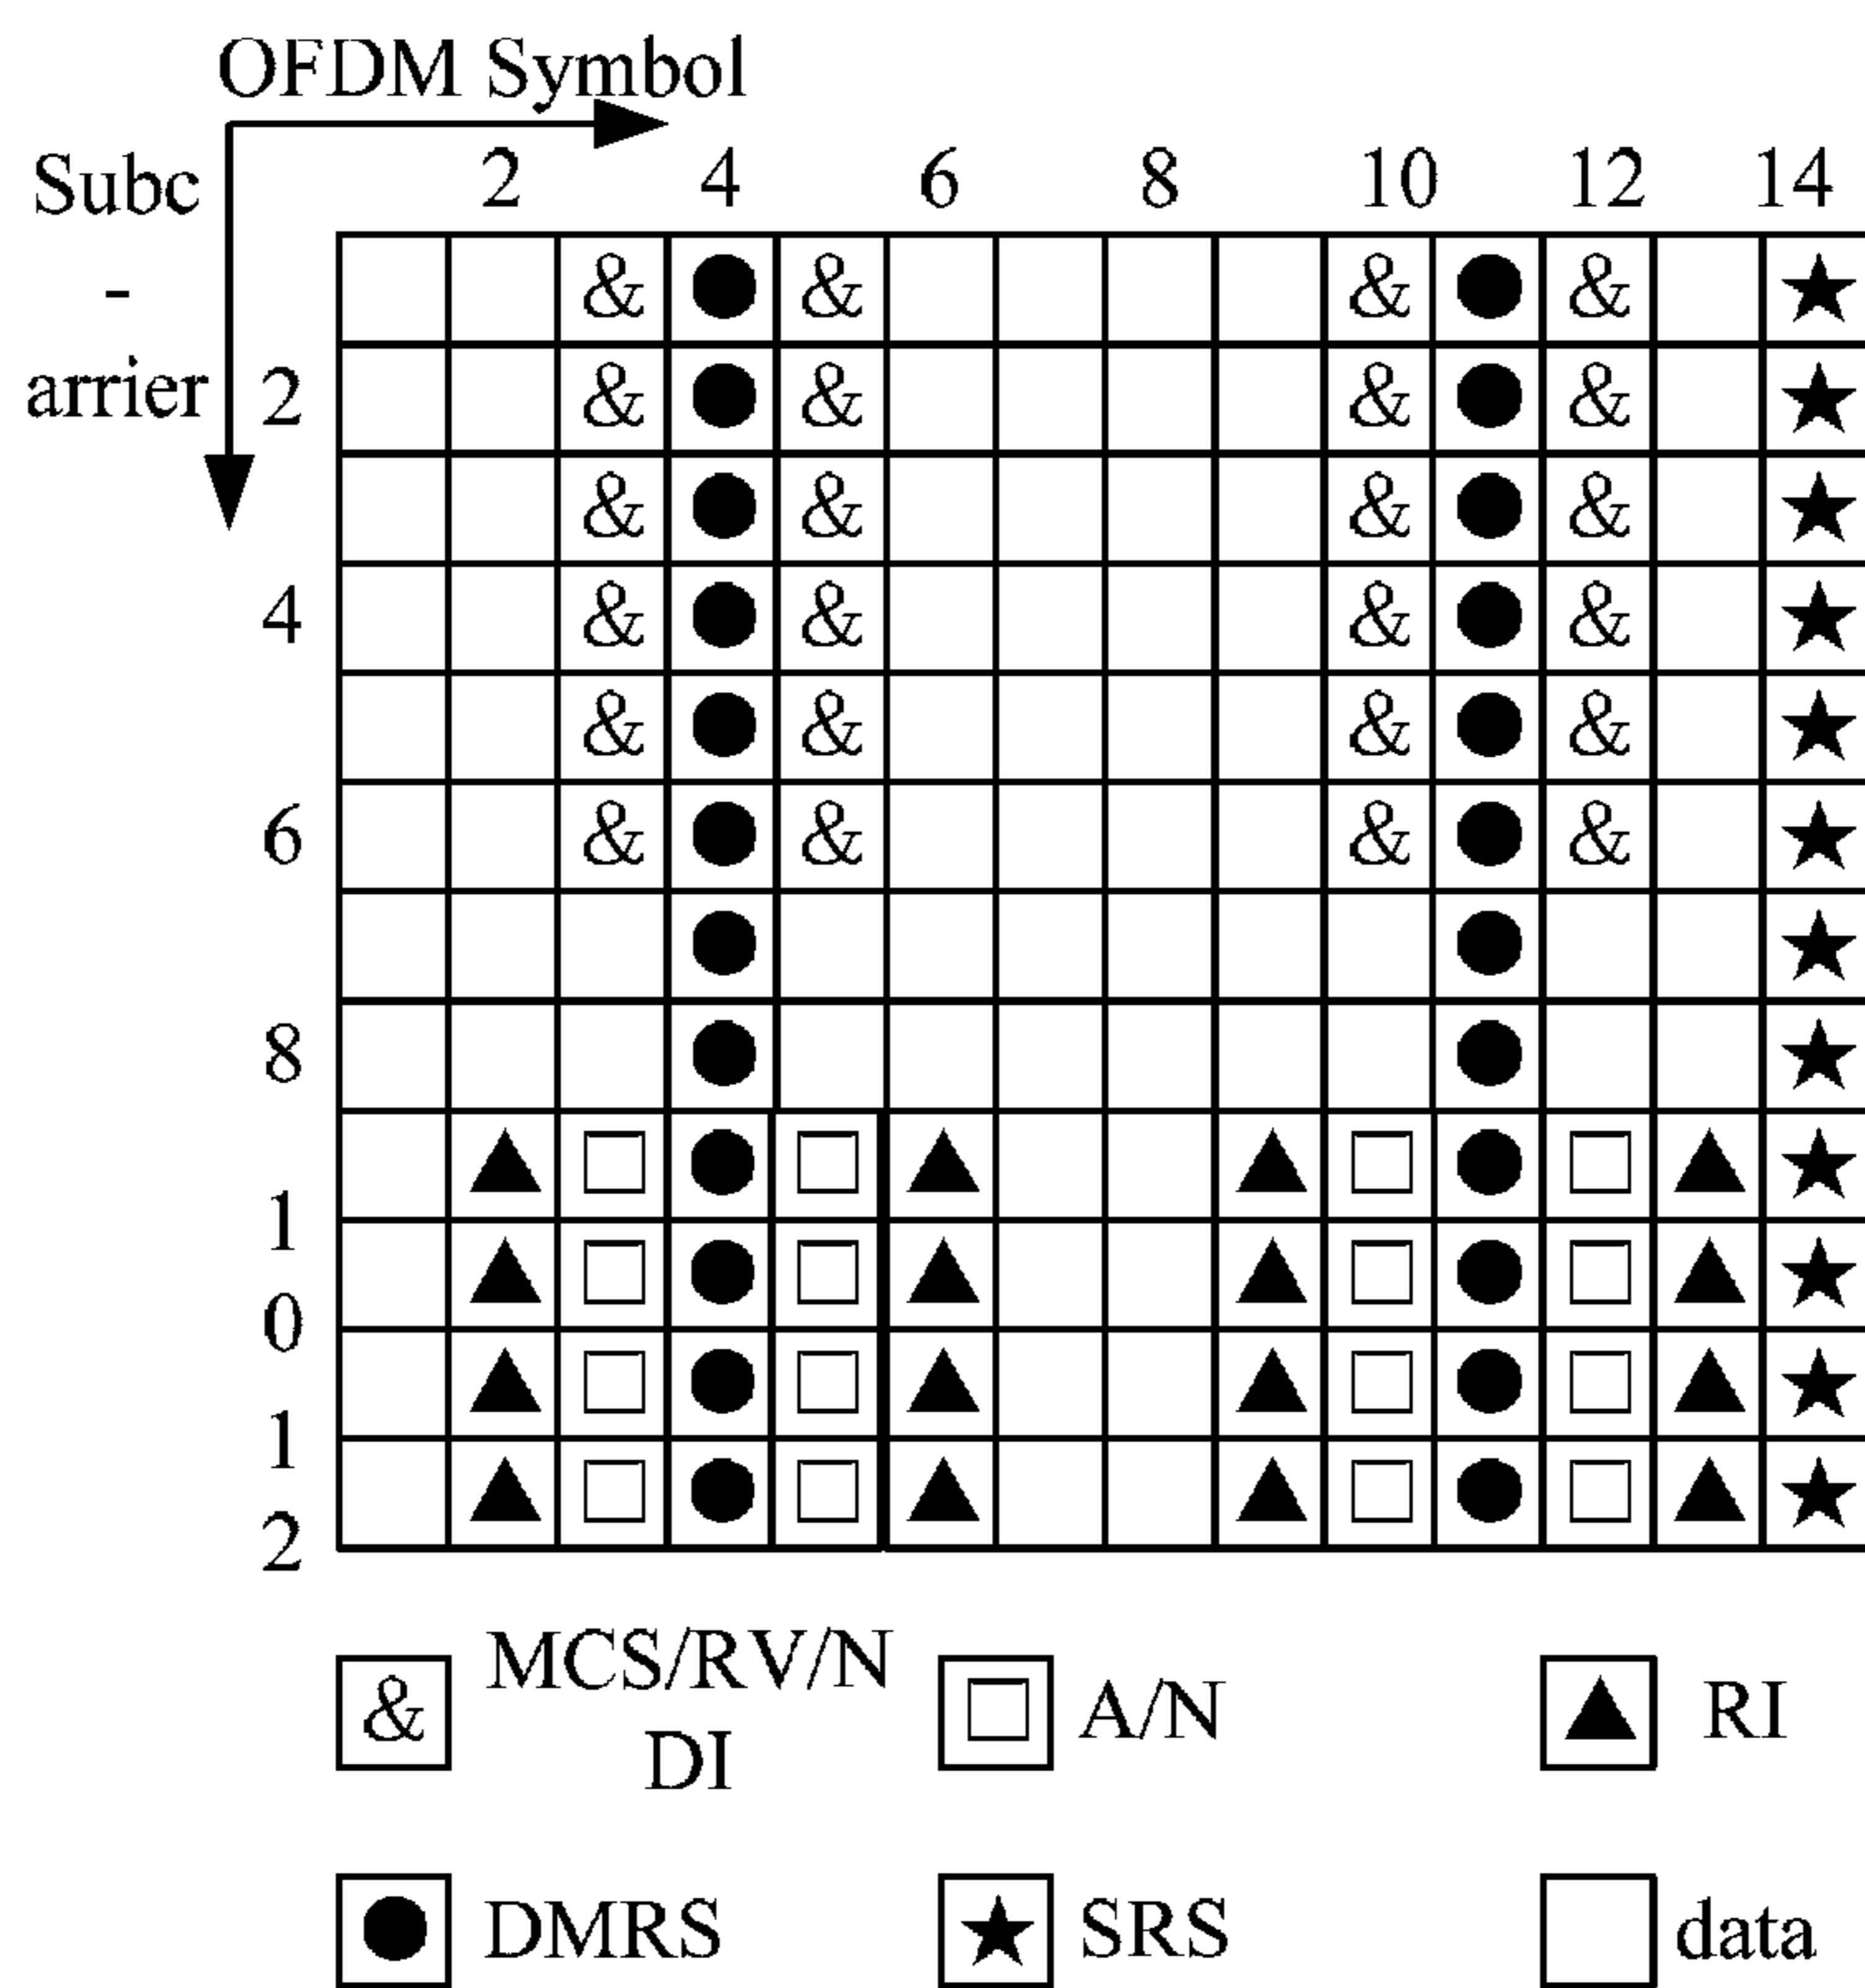 OFDM Symbol
Subc
-
arrier
2 4 6 8 10 12 14
& & & &
2 & & & &
& & & &
4 & & & &
& & & &
6 & & & &
8
1
0
1
2
& MCS/RV/N
DI
A/N
RI
DMRS
SRS
data